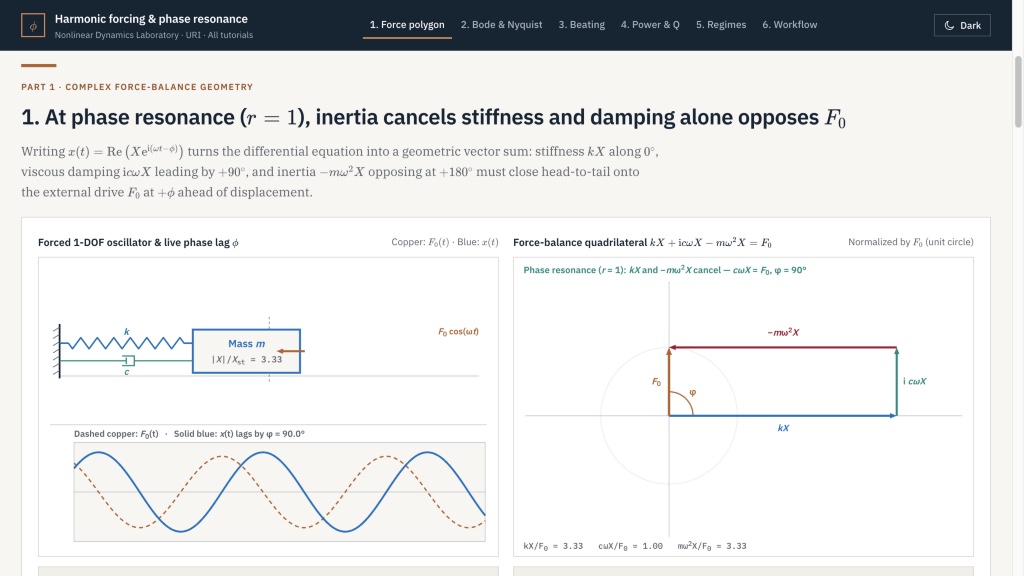 ϕ
Harmonic forcing & phase resonance
Nonlinear Dynamics Laboratory · URI · All tutorials
1. Force polygon
2. Bode & Nyquist
3. Beating
4. Power & Q
5. Regimes
6. Workflow
Dark
PART 1 · COMPLEX FORCE-BALANCE GEOMETRY
1. At phase resonance (r = 1), inertia cancels stiffness and damping alone opposes F₀
Writing x(t) = Re (Xe^{i(ωt−ϕ)}) turns the differential equation into a geometric vector sum: stiffness kX along 0°,
viscous damping icωX leading by +90°, and inertia −mω²X opposing at +180° must close head-to-tail onto
the external drive F₀ at +ϕ ahead of displacement.
Forced 1-DOF oscillator & live phase lag ϕ
Copper: F₀(t) · Blue: x(t)
k
F₀ cos(ωt)
Mass m
|X|/Xst = 3.33
c
Dashed copper: F₀(t) · Solid blue: x(t) lags by φ = 90.0°
Force-balance quadrilateral kX + icωX − mω²X = F₀
Normalized by F₀ (unit circle)
Phase resonance (r = 1): kX and −mω²X cancel — cωX = F₀, φ = 90°
−mω²X
F₀
φ
i cωX
kX
kX/F₀ = 3.33 cωX/F₀ = 1.00 mω²X/F₀ = 3.33